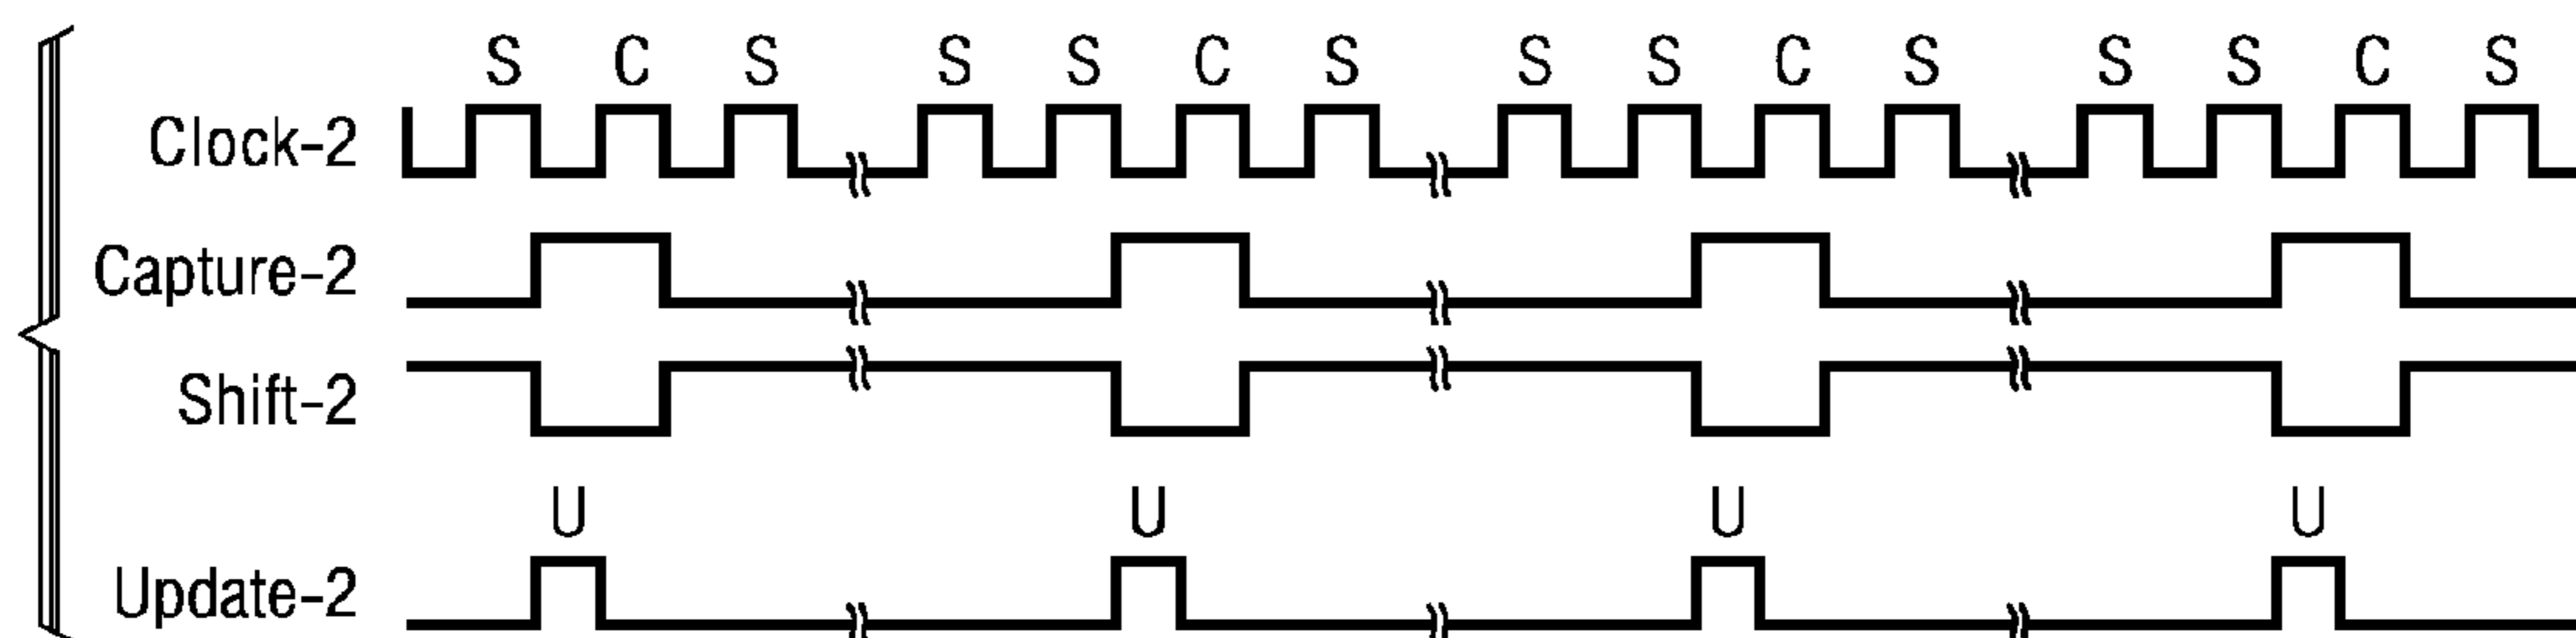 S C S S S C S S S C S S S C S
Clock-2
Capture-2
Shift-2
U U U U
Update-2